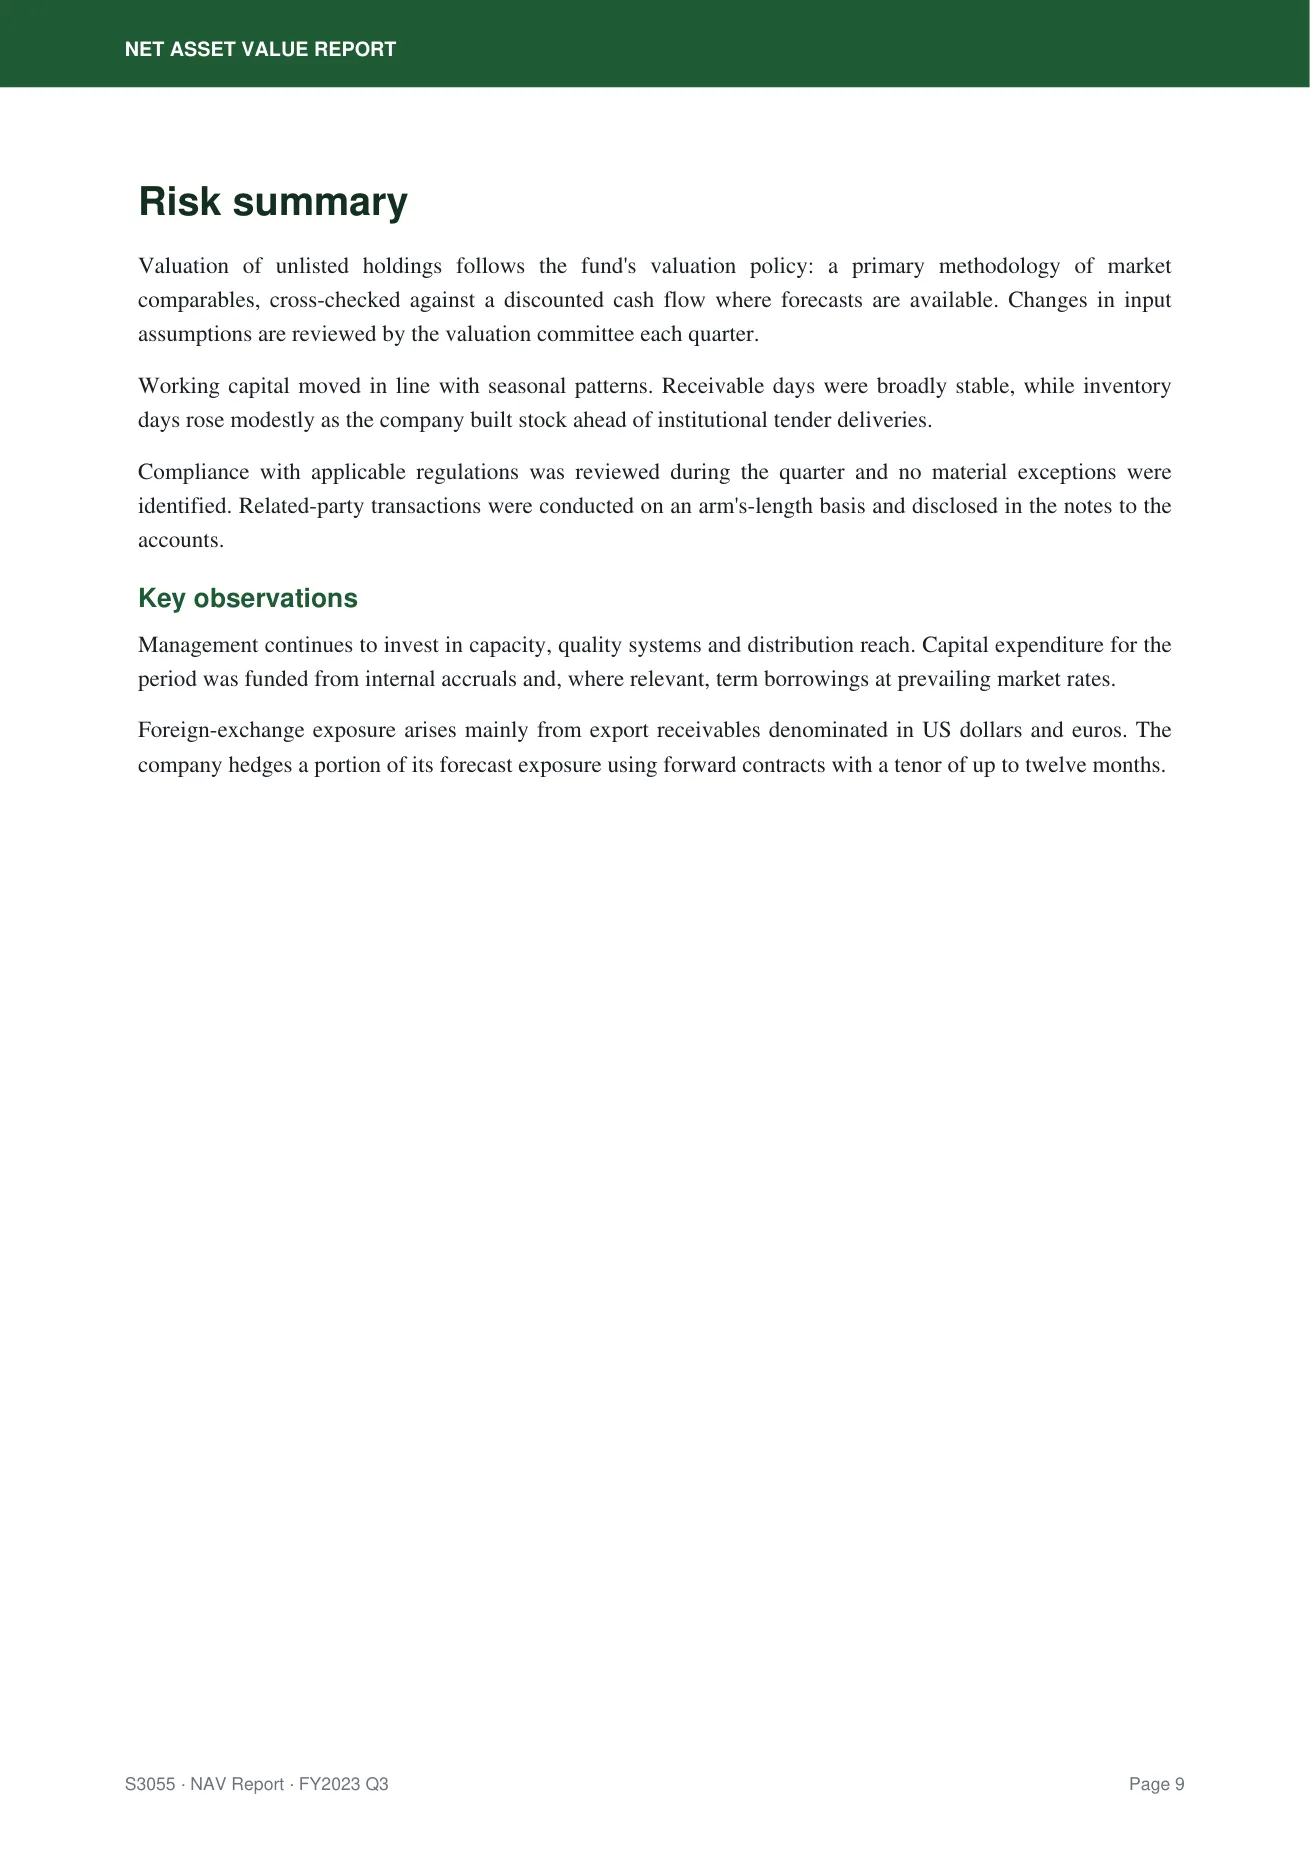 NET ASSET VALUE REPORT
Risk summary
Valuation of unlisted holdings follows the fund's valuation policy: a primary methodology of market
comparables, cross-checked against a discounted cash flow where forecasts are available. Changes in input
assumptions are reviewed by the valuation committee each quarter.
Working capital moved in line with seasonal patterns. Receivable days were broadly stable, while inventory
days rose modestly as the company built stock ahead of institutional tender deliveries.
Compliance with applicable regulations was reviewed during the quarter and no material exceptions were
identified. Related-party transactions were conducted on an arm's-length basis and disclosed in the notes to the
accounts.
Key observations
Management continues to invest in capacity, quality systems and distribution reach. Capital expenditure for the
period was funded from internal accruals and, where relevant, term borrowings at prevailing market rates.
Foreign-exchange exposure arises mainly from export receivables denominated in US dollars and euros. The
company hedges a portion of its forecast exposure using forward contracts with a tenor of up to twelve months.
S3055 · NAV Report · FY2023 Q3
Page 9